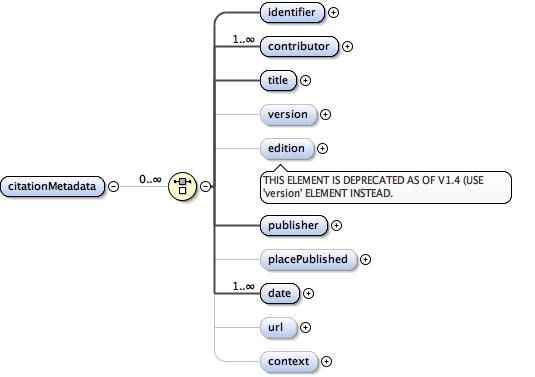 identifier
1..∞
contributor
title
version
edition
THIS ELEMENT IS DEPRECATED AS OF V1.4 (USE
'version' ELEMENT INSTEAD.
citationMetadata
0..∞
publisher
placePublished
1..∞
date
url
context